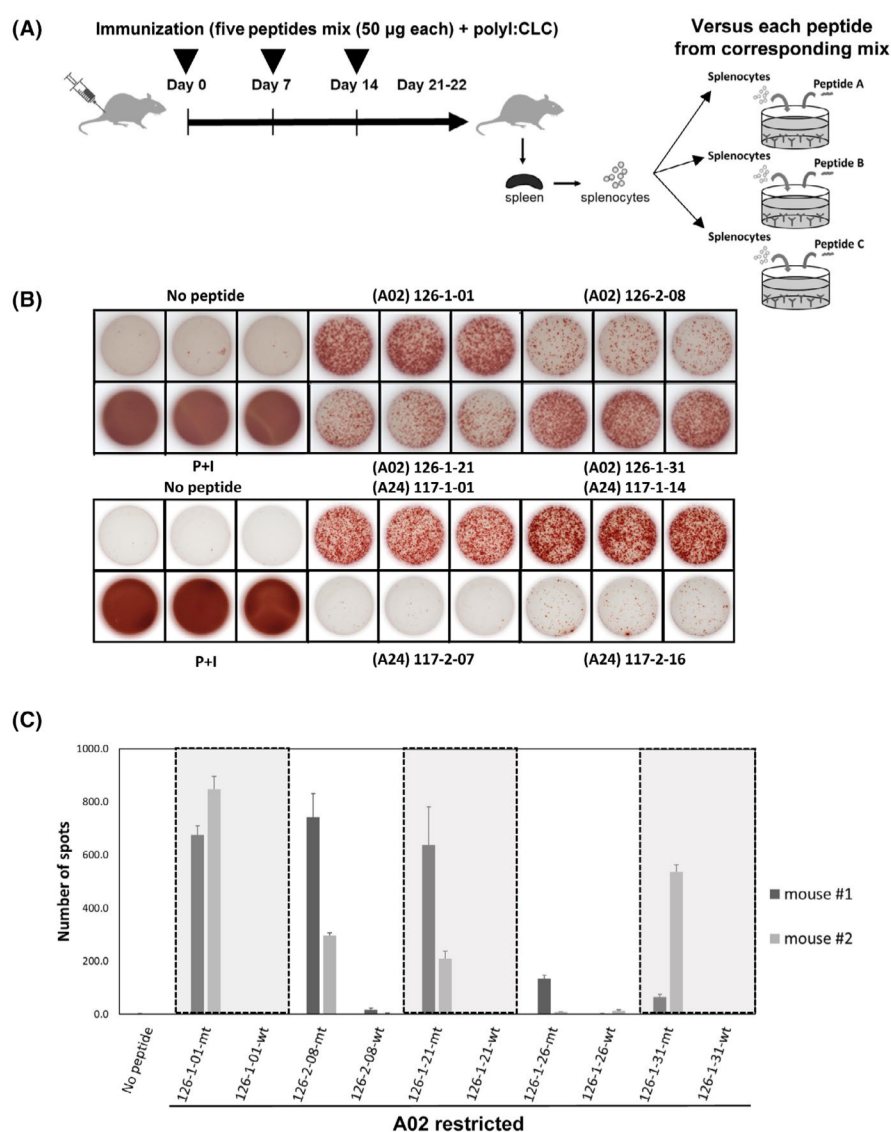 (A)
Immunization (five peptides mix (50 µg each) + polyI:CLC)
Day 0
Day 7
Day 14
Day 21-22
spleen
splenocytes
Versus each peptide
from corresponding mix
Splenocytes
Peptide A
Splenocytes
Peptide B
Splenocytes
Peptide C
(B)
No peptide
(A02) 126-1-01
(A02) 126-2-08
P+I
(A02) 126-1-21
(A02) 126-1-31
No peptide
(A24) 117-1-01
(A24) 117-1-14
P+I
(A24) 117-2-07
(A24) 117-2-16
(C)
Number of spots
1000.0
800.0
600.0
400.0
200.0
0.0
No peptide
126-1-01-mt
126-1-01-wt
126-2-08-mt
126-2-08-wt
126-1-21-mt
126-1-21-wt
126-1-26-mt
126-1-26-wt
126-1-31-mt
126-1-31-wt
A02 restricted
mouse #1
mouse #2